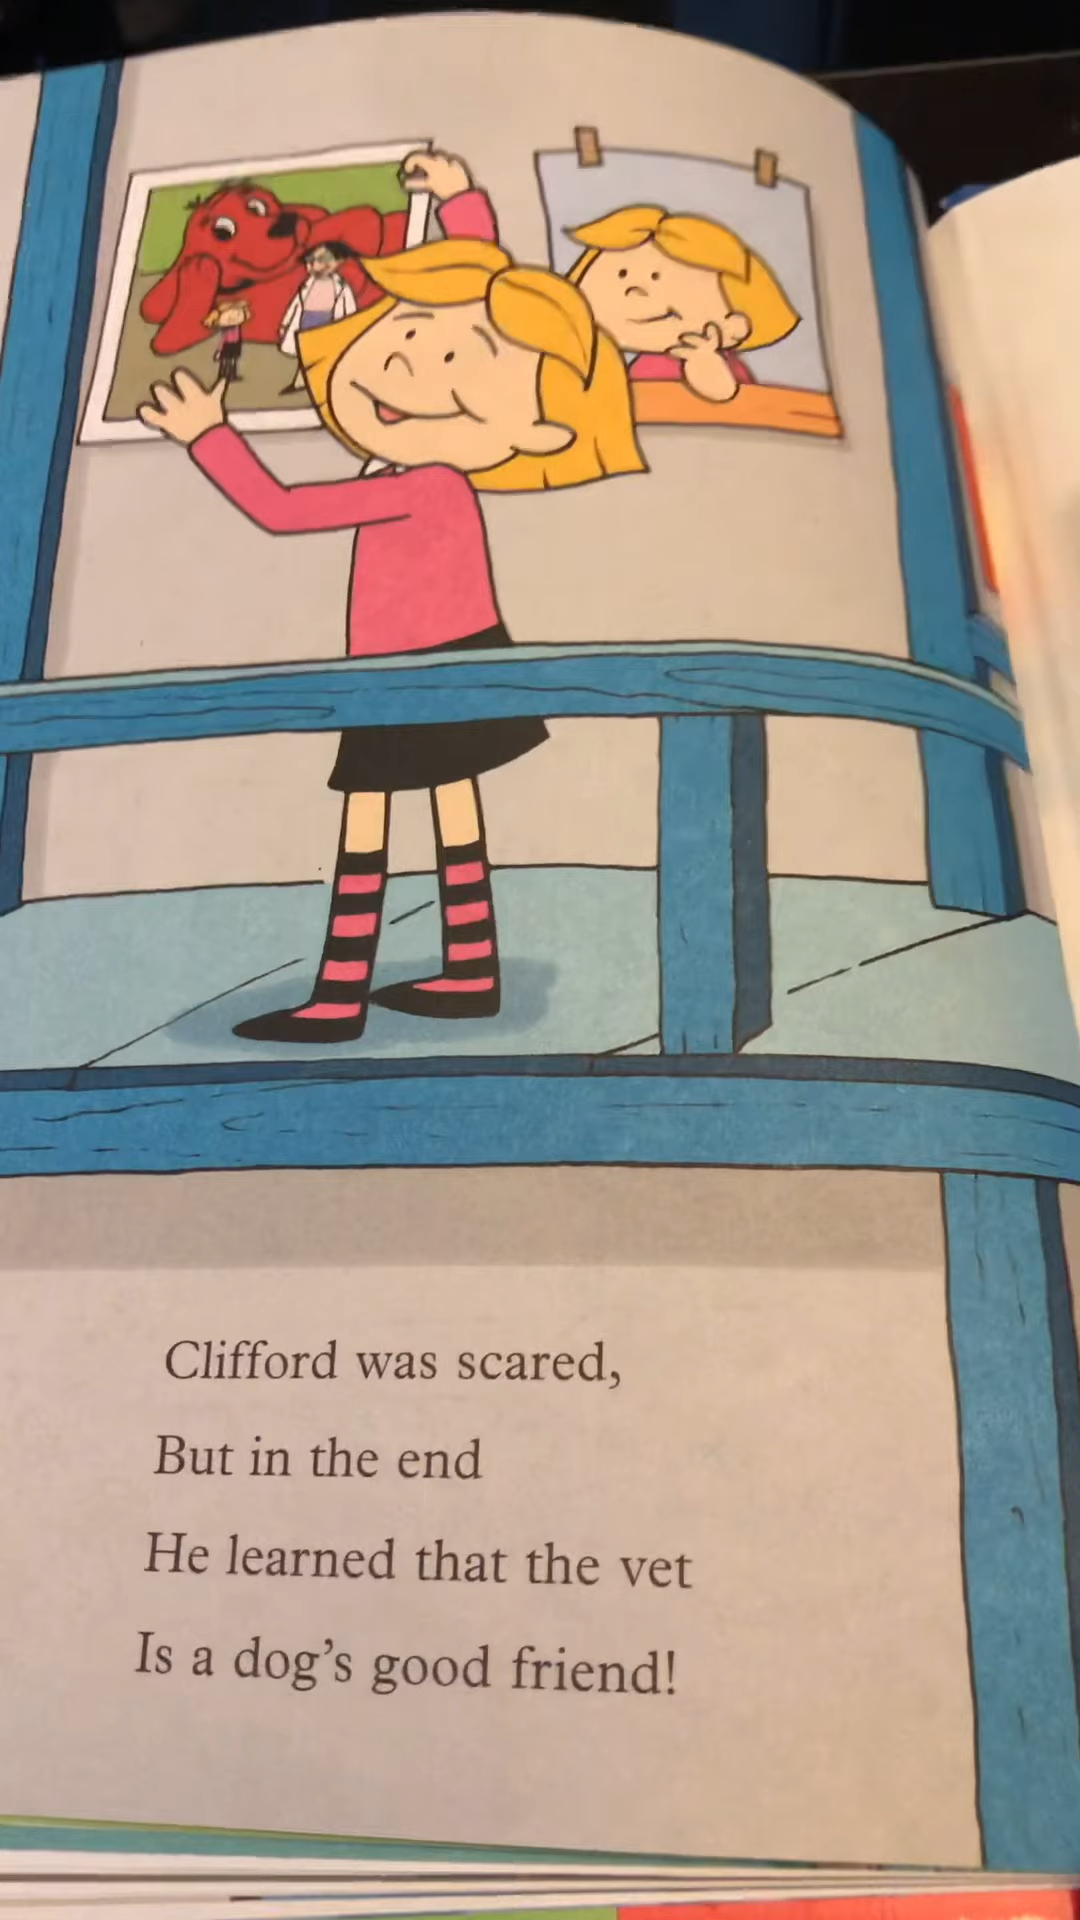 Clifford was scared,
But in the end
He learned that the vet
Is a dog's good friend!